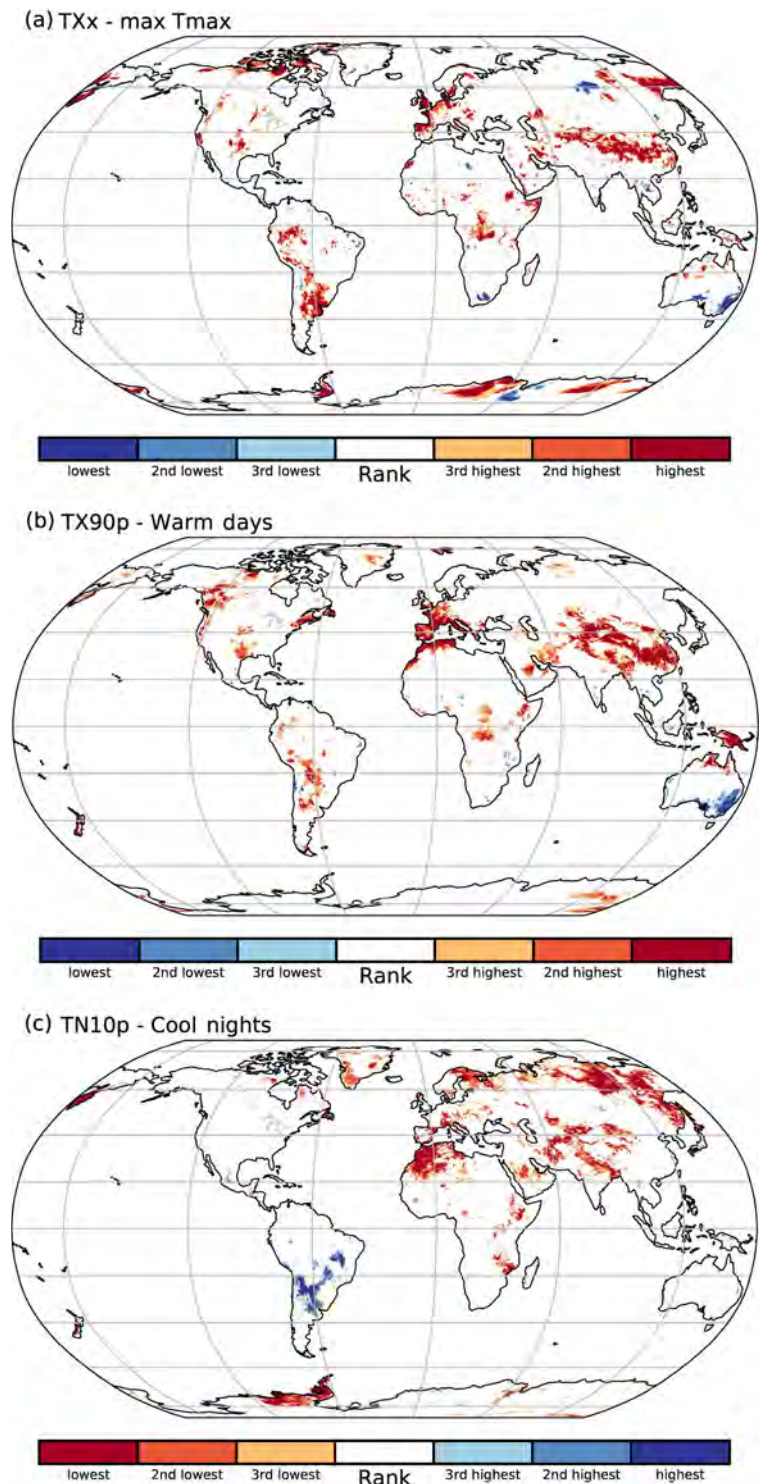 (a) TXx - max Tmax
lowest 2nd lowest 3rd lowest Rank 3rd highest 2nd highest highest
(b) TX90p - Warm days
lowest 2nd lowest 3rd lowest Rank 3rd highest 2nd highest highest
(c) TN10p - Cool nights
lowest 2nd lowest 3rd lowest Rank 3rd highest 2nd highest highest